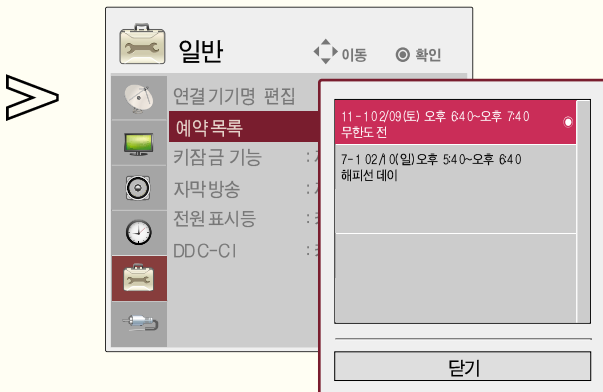 일반
이동 확인
연결기기명 편집
예약목록
키잠금 기능 :
자막방송 :
전원표시등 :
DDC-CI :
11-1 02/09(토) 오후 6:40~오후 7:40
무한도전
7-1 02/10(일) 오후 5:40~오후 6:40
해피선데이
닫기